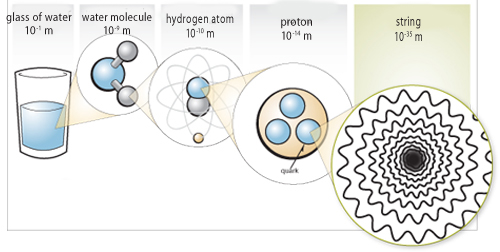 glass of water
10⁻¹ m
water molecule
10⁻⁹ m
hydrogen atom
10⁻¹⁰ m
proton
10⁻¹⁴ m
string
10⁻³⁵ m
quark